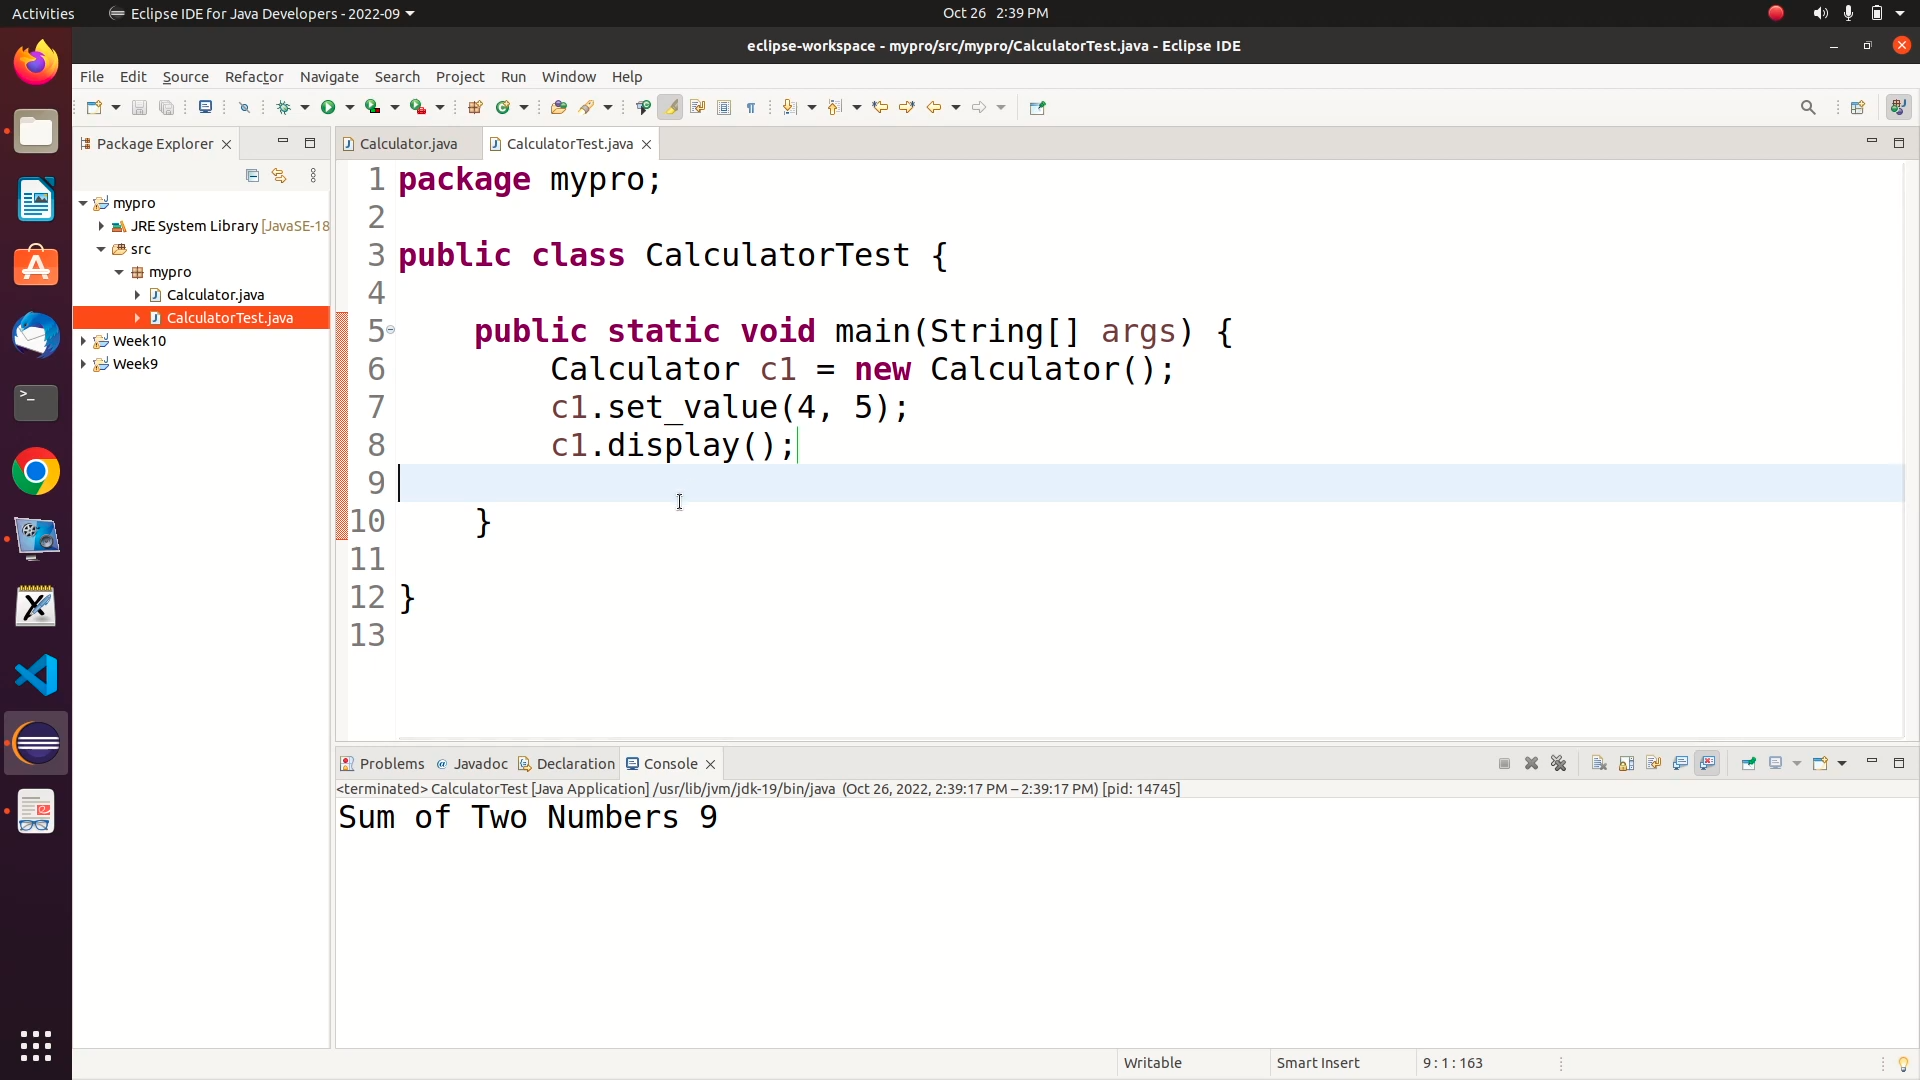 Activities Eclipse IDE for Java Developers - 2022-09 Oct 26 2:39 PM
eclipse-workspace - mypro/src/mypro/CalculatorTest.java - Eclipse IDE
File Edit Source Refactor Navigate Search Project Run Window Help
Package Explorer Calculator.java CalculatorTest.java
mypro
JRE System Library [JavaSE-18
src
mypro
Calculator.java
CalculatorTest.java
Week10
Week9
1 package mypro;
2
3 public class CalculatorTest {
4
5 public static void main(String[] args) {
6 Calculator c1 = new Calculator();
7 c1.set_value(4, 5);
8 c1.display();
9
10 }
11
12 }
13
Problems @ Javadoc Declaration Console
<terminated> CalculatorTest [Java Application] /usr/lib/jvm/jdk-19/bin/java (Oct 26, 2022, 2:39:17 PM – 2:39:17 PM) [pid: 14745]
Sum of Two Numbers 9
Writable Smart Insert 9 : 1 : 163